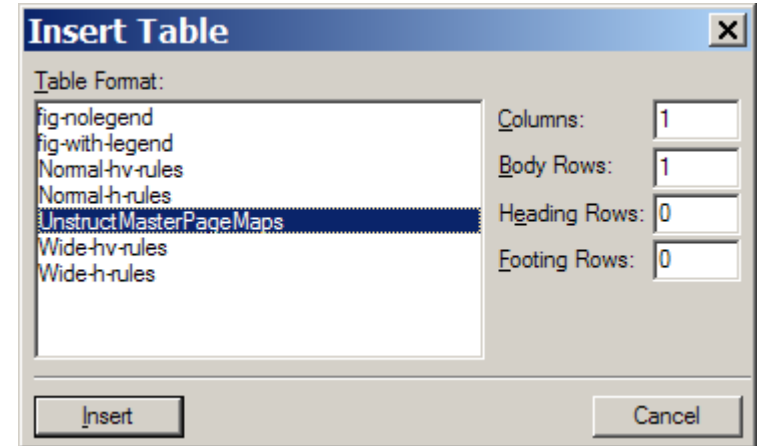 Insert Table
Table Format:
fig-nolegend
fig-with-legend
Normal-hv-rules
Normal-h-rules
UnstructMasterPageMaps
Wide-hv-rules
Wide-h-rules
Columns: 1
Body Rows: 1
Heading Rows: 0
Footing Rows: 0
Insert
Cancel